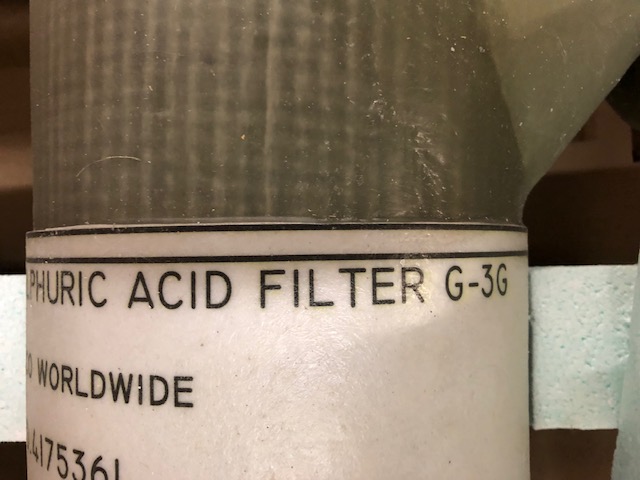 PHURIC ACID FILTER G-3G
O WORLDWIDE
.4175361